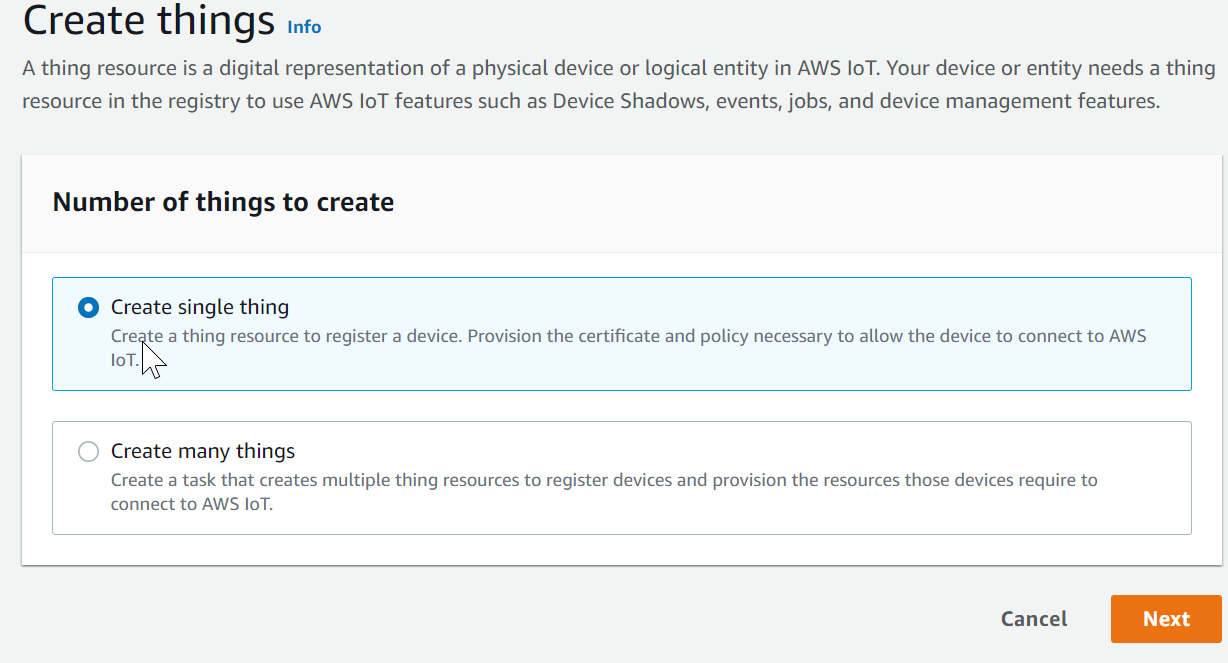 Create things Info
A thing resource is a digital representation of a physical device or logical entity in AWS IoT. Your device or entity needs a thing
resource in the registry to use AWS IoT features such as Device Shadows, events, jobs, and device management features.
Number of things to create
Create single thing
Create a thing resource to register a device. Provision the certificate and policy necessary to allow the device to connect to AWS
IoT.
Create many things
Create a task that creates multiple thing resources to register devices and provision the resources those devices require to
connect to AWS IoT.
Cancel Next